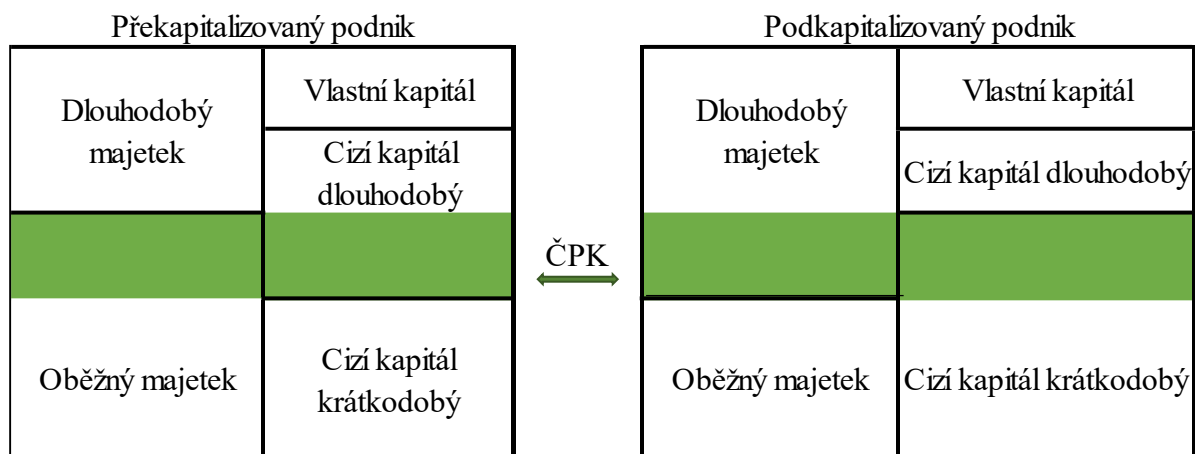 Překapitalizovaný podnik
Dlouhodobý
majetek
Vlastní kapitál
Cizí kapitál
dlouhodobý
Oběžný majetek
Cizí kapitál
krátkodobý
ČPK
Podkapitalizovaný podnik
Dlouhodobý
majetek
Vlastní kapitál
Cizí kapitál dlouhodobý
Oběžný majetek
Cizí kapitál krátkodobý